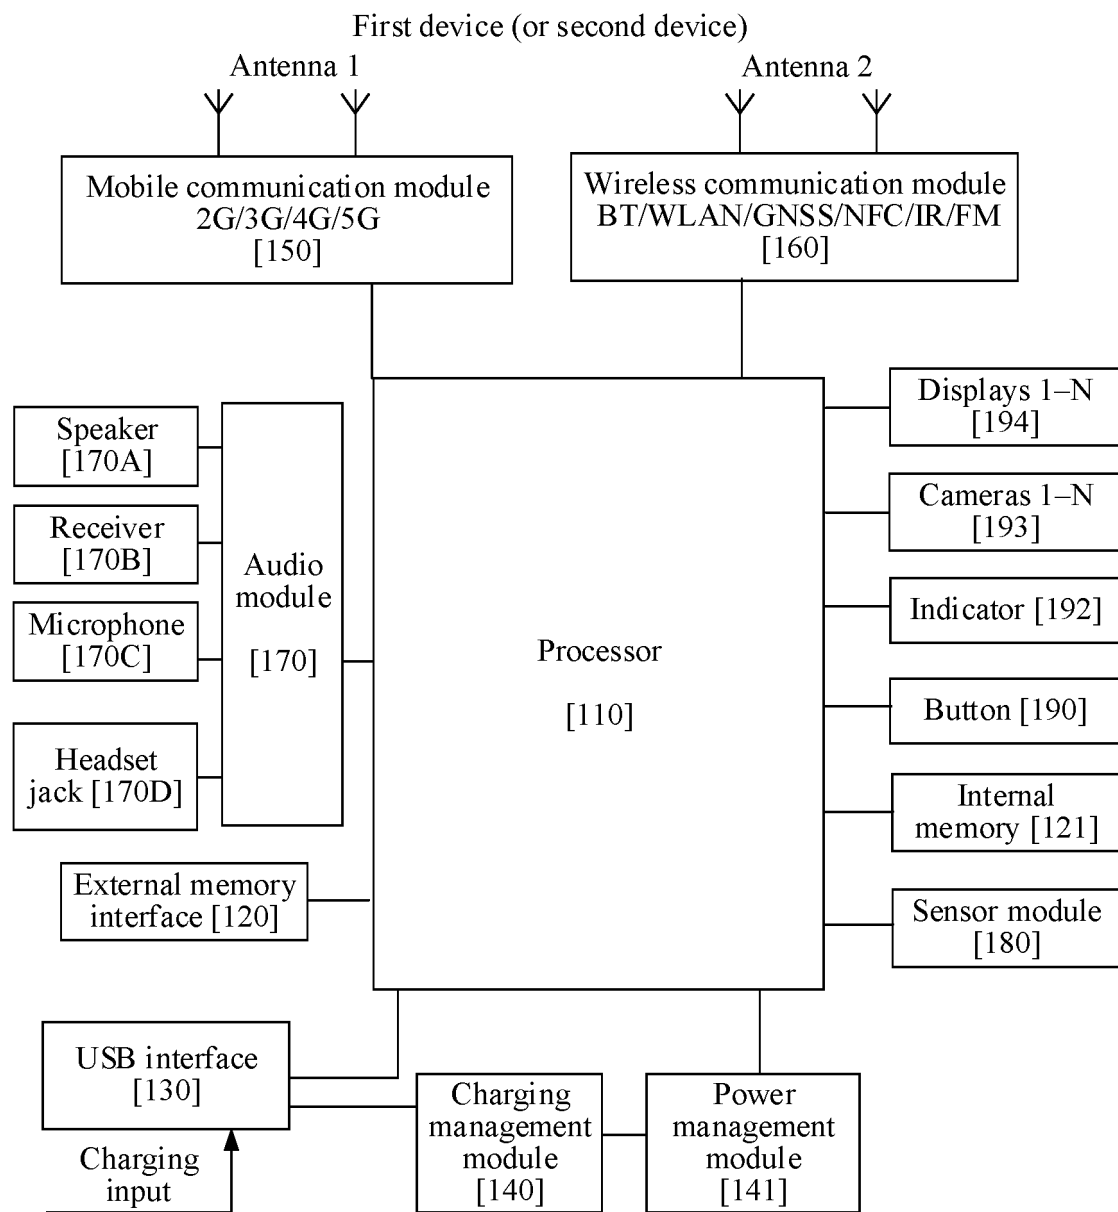 First device (or second device)
Antenna 1
Antenna 2
Mobile communication module
2G/3G/4G/5G
[150]
Wireless communication module
BT/WLAN/GNSS/NFC/IR/FM
[160]
Speaker
[170A]
Receiver
[170B]
Microphone
[170C]
Headset
jack [170D]
Audio
module
[170]
External memory
interface [120]
Processor
[110]
Displays 1–N
[194]
Cameras 1–N
[193]
Indicator [192]
Button [190]
Internal
memory [121]
Sensor module
[180]
USB interface
[130]
Charging
input
Charging
management
module
[140]
Power
management
module
[141]